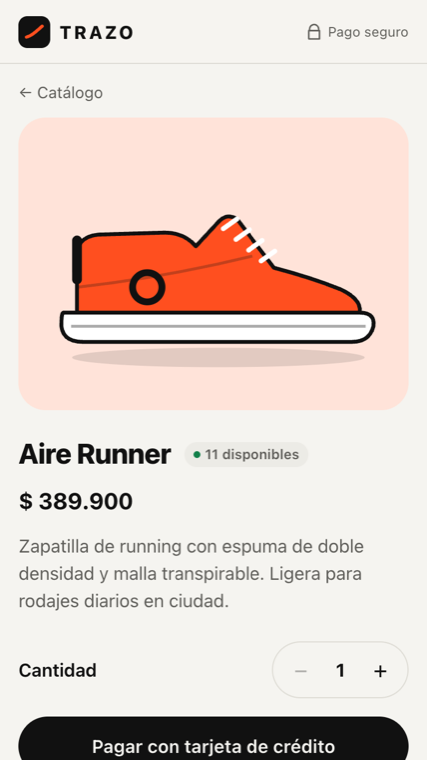 TRAZO
Pago seguro
← Catálogo
Aire Runner
11 disponibles
$ 389.900
Zapatilla de running con espuma de doble
densidad y malla transpirable. Ligera para
rodajes diarios en ciudad.
Cantidad
− 1 +
Pagar con tarjeta de crédito